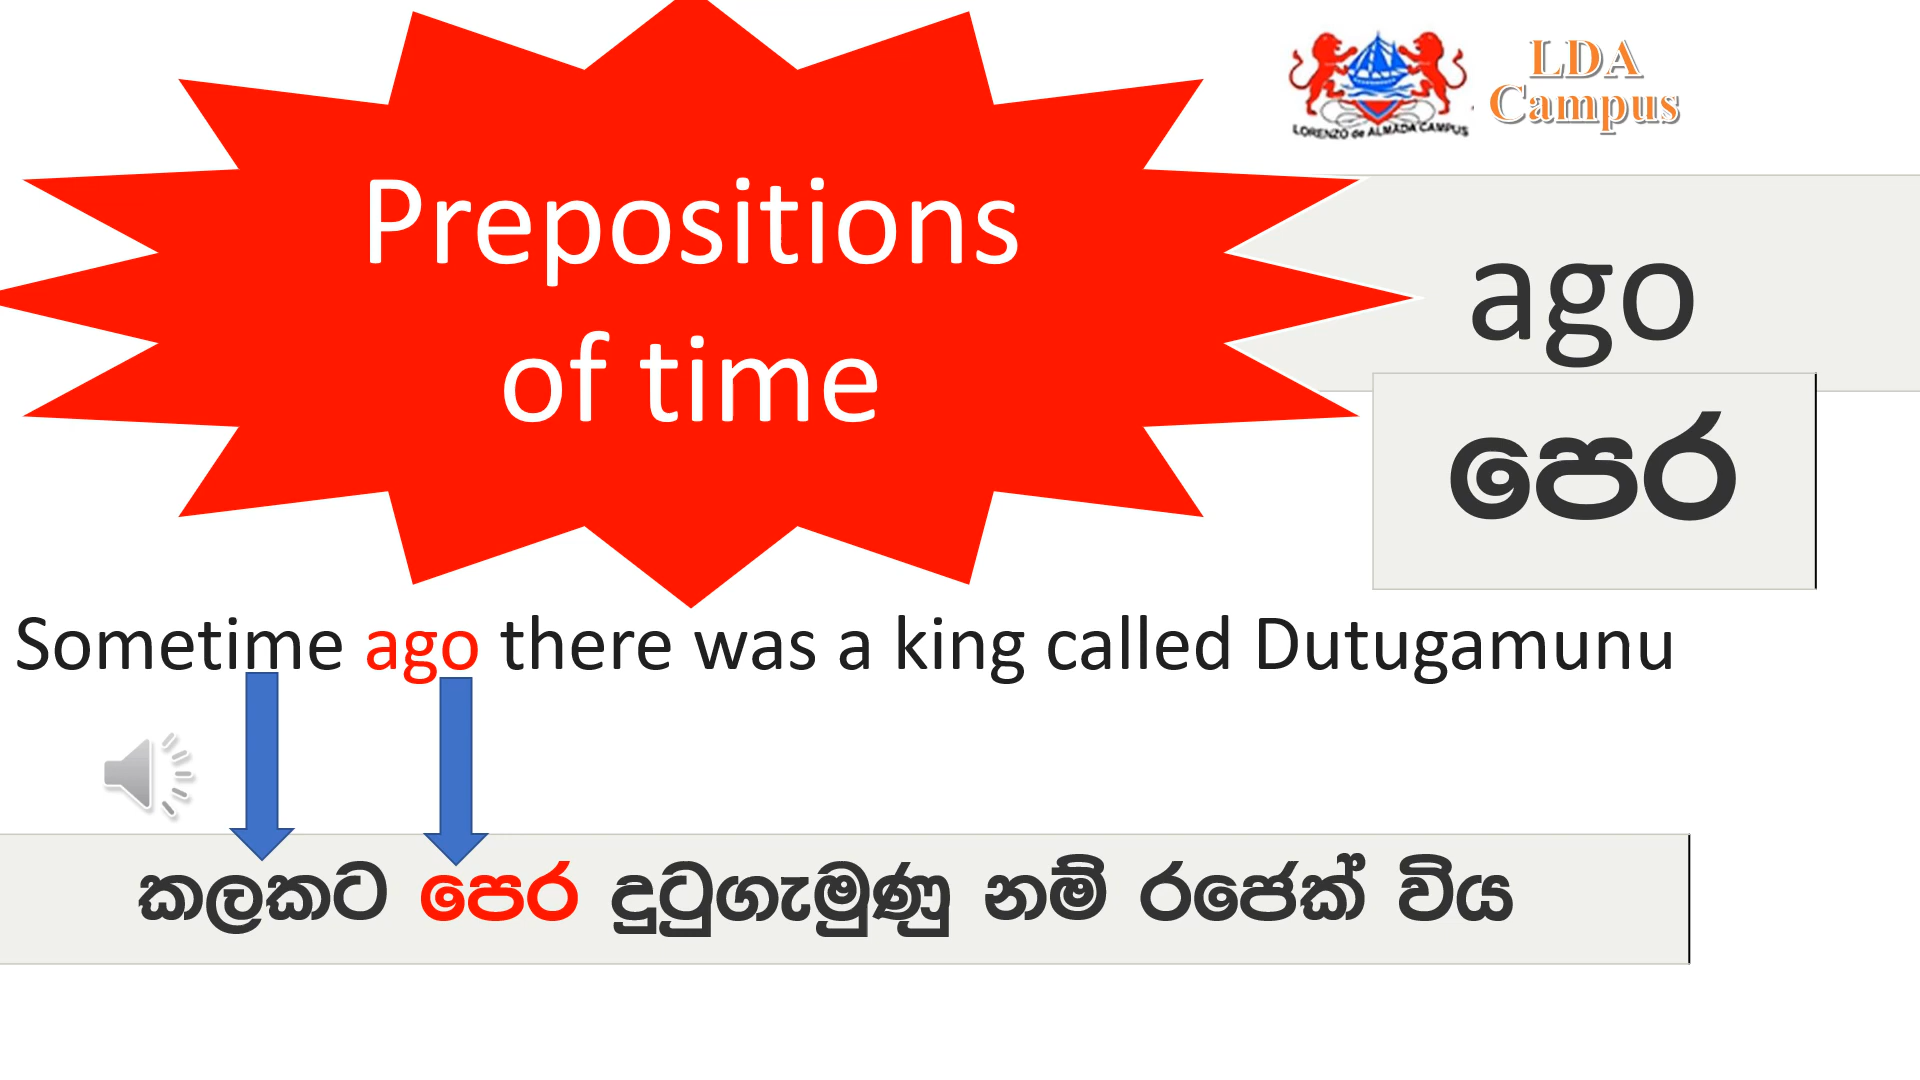 LDA
Campus
LORENZO de ALMADA CAMPUS
Prepositions
of time
ago
පෙර
Sometime ago there was a king called Dutugamunu
කලකට පෙර දුටුගැමුණු නම් රජෙක් විය